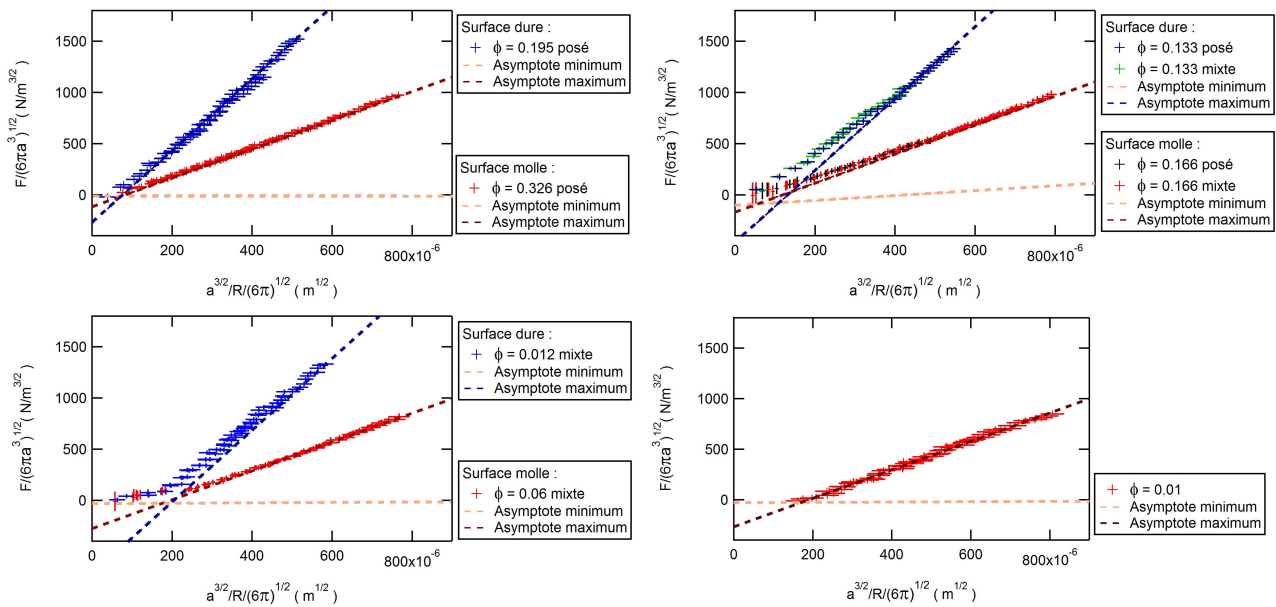 1500
1000
500
0
F/(6πa³)^1/2 ( N/m^3/2)
0
200
400
600
800x10^-6
a^3/2/R/(6π)^1/2 ( m^1/2)
Surface dure :
ϕ = 0.195 posé
Asymptote minimum
Asymptote maximum
Surface molle :
ϕ = 0.326 posé
Asymptote minimum
Asymptote maximum
1500
1000
500
0
F/(6πa³)^1/2 ( N/m^3/2)
0
200
400
600
800x10^-6
a^3/2/R/(6π)^1/2 ( m^1/2)
Surface dure :
ϕ = 0.133 posé
ϕ = 0.133 mixte
Asymptote minimum
Asymptote maximum
Surface molle :
ϕ = 0.166 posé
ϕ = 0.166 mixte
Asymptote minimum
Asymptote maximum
1500
1000
500
0
F/(6πa³)^1/2 ( N/m^3/2)
0
200
400
600
800x10^-6
a^3/2/R/(6π)^1/2 ( m^1/2)
Surface dure :
ϕ = 0.012 mixte
Asymptote minimum
Asymptote maximum
Surface molle :
ϕ = 0.06 mixte
Asymptote minimum
Asymptote maximum
1500
1000
500
0
F/(6πa³)^1/2 ( N/m^3/2)
0
200
400
600
800x10^-6
a^3/2/R/(6π)^1/2 ( m^1/2)
ϕ = 0.01
Asymptote minimum
Asymptote maximum